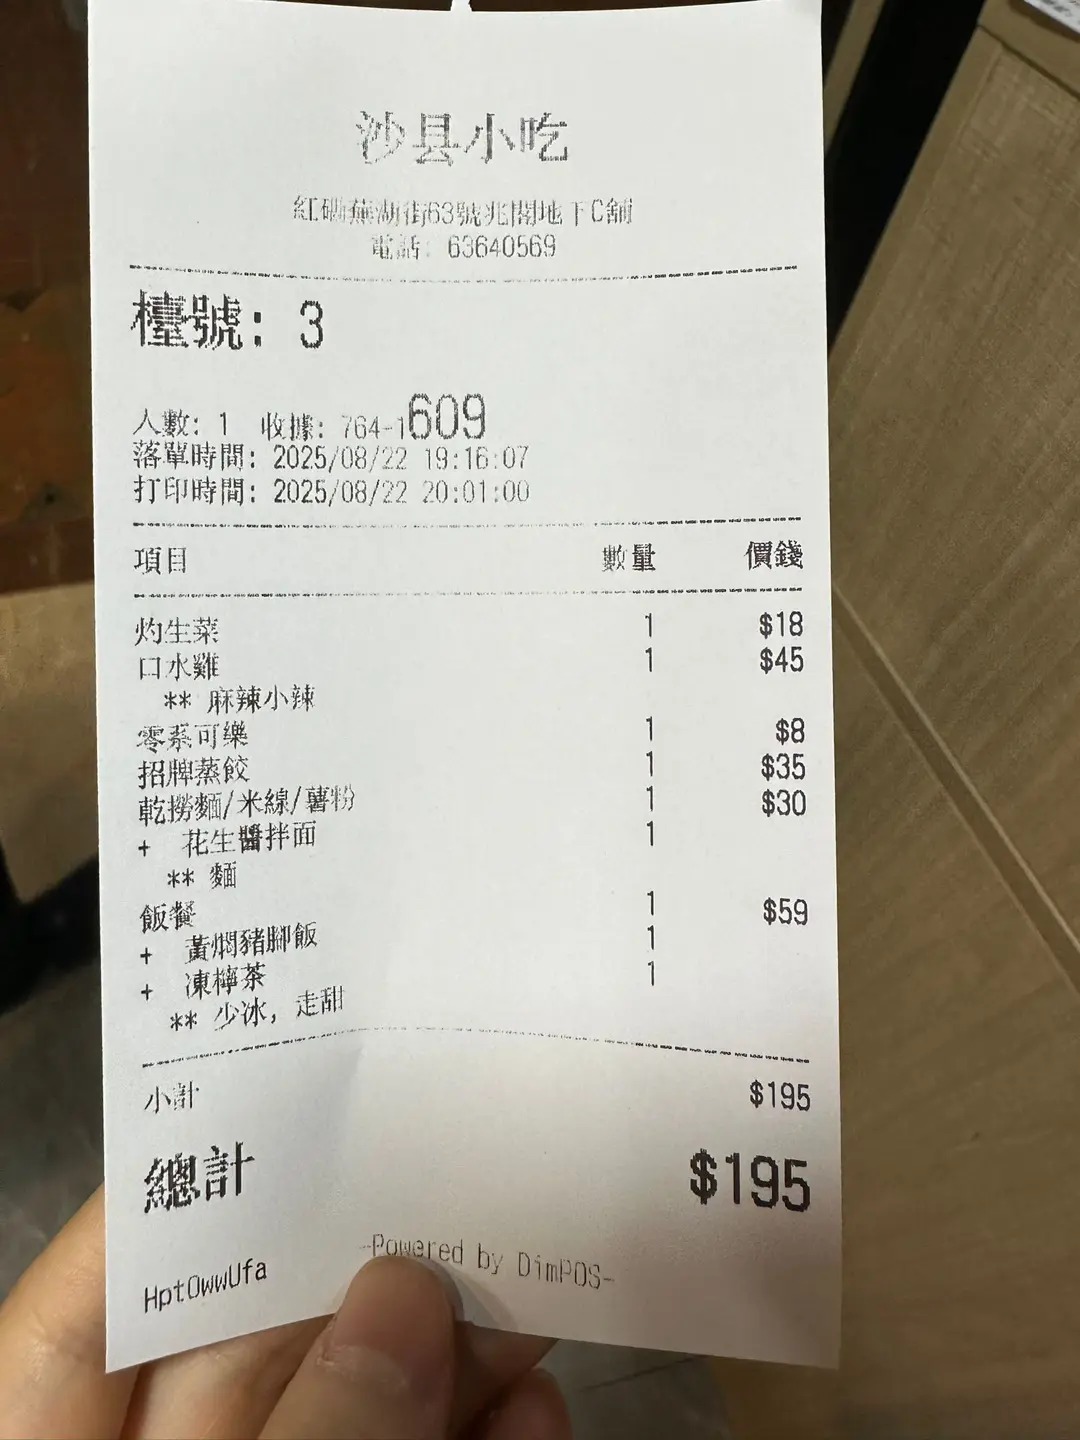 沙县小吃
紅磡蕪湖街63號兆閣地下C舖
電話: 63640569
檯號: 3
人數: 1 收據: 764-1609
落單時間: 2025/08/22 19:16:07
打印時間: 2025/08/22 20:01:00
項目 數量 價錢
灼生菜 1 $18
口水雞 1 $45
** 麻辣小辣
零系可樂 1 $8
招牌蒸餃 1 $35
乾撈麵/米線/薯粉 1 $30
+ 花生醬拌面 1
** 麵
飯餐 1 $59
+ 黃燜豬腳飯 1
+ 凍檸茶 1
** 少冰, 走甜
小計 $195
總計 $195
-Powered by DimPOS-
HptOwwUfa